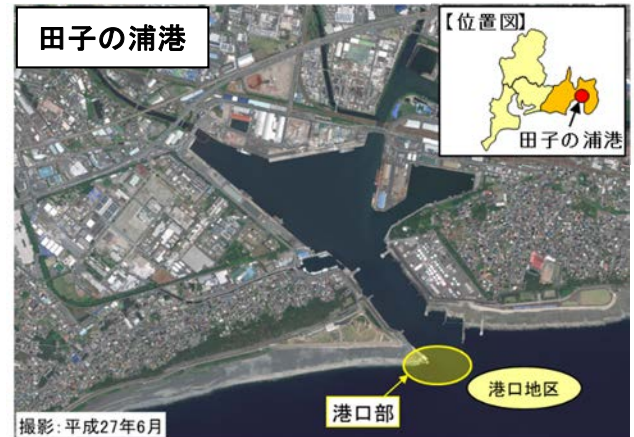 田子の浦港
【位置図】
田子の浦港
港口地区
港口部
撮影:平成27年6月